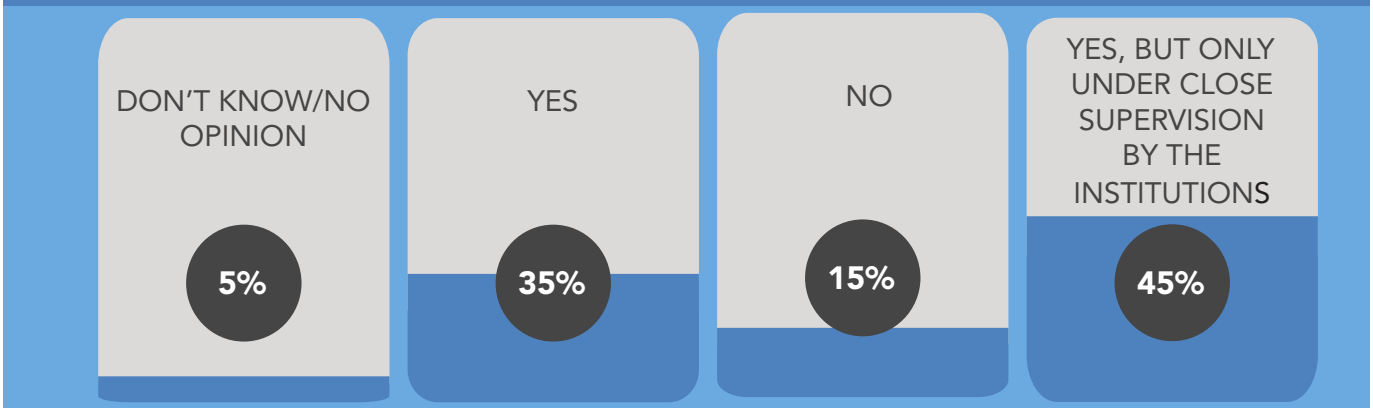 DON'T KNOW/NO
OPINION
5%
YES
35%
NO
15%
YES, BUT ONLY
UNDER CLOSE
SUPERVISION
BY THE
INSTITUTIONS
45%